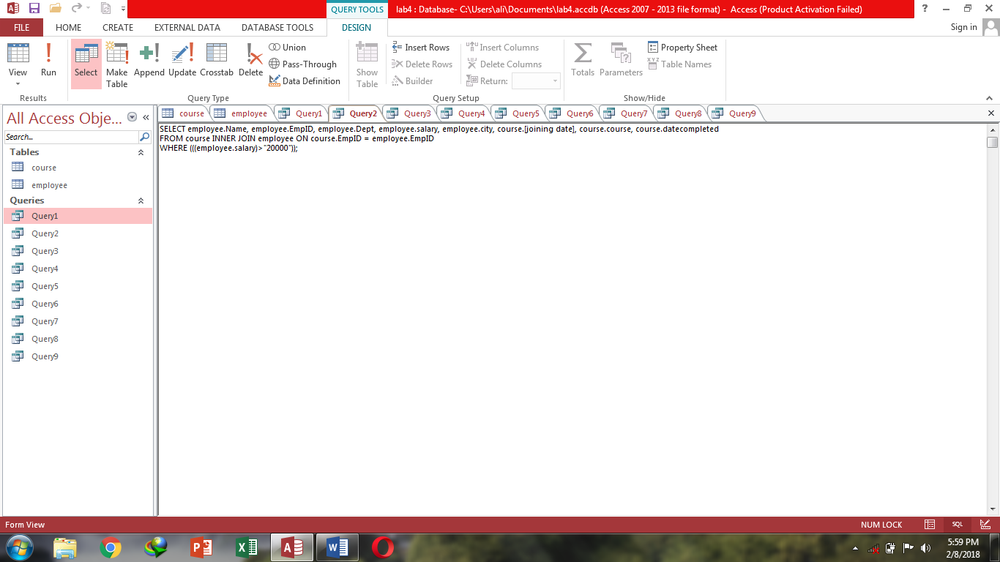 QUERY TOOLS
lab4 : Database- C:\Users\ali\Documents\lab4.accdb (Access 2007 - 2013 file format) - Access (Product Activation Failed)
FILE HOME CREATE EXTERNAL DATA DATABASE TOOLS DESIGN Sign in
View Run Select Make Table Append Update Crosstab Delete
Union
Pass-Through
Data Definition
Show Table
Insert Rows
Delete Rows
Builder
Insert Columns
Delete Columns
Return:
Totals Parameters
Property Sheet
Table Names
Results Query Type Query Setup Show/Hide
All Access Obje...
Search...
Tables
course
employee
Queries
Query1
Query2
Query3
Query4
Query5
Query6
Query7
Query8
Query9
course employee Query1 Query2 Query3 Query4 Query5 Query6 Query7 Query8 Query9
SELECT employee.Name, employee.EmpID, employee.Dept, employee.salary, employee.city, course.[joining date], course.course, course.datecompleted
FROM course INNER JOIN employee ON course.EmpID = employee.EmpID
WHERE (((employee.salary)>"20000"));
Form View NUM LOCK SQL
5:59 PM
2/8/2018